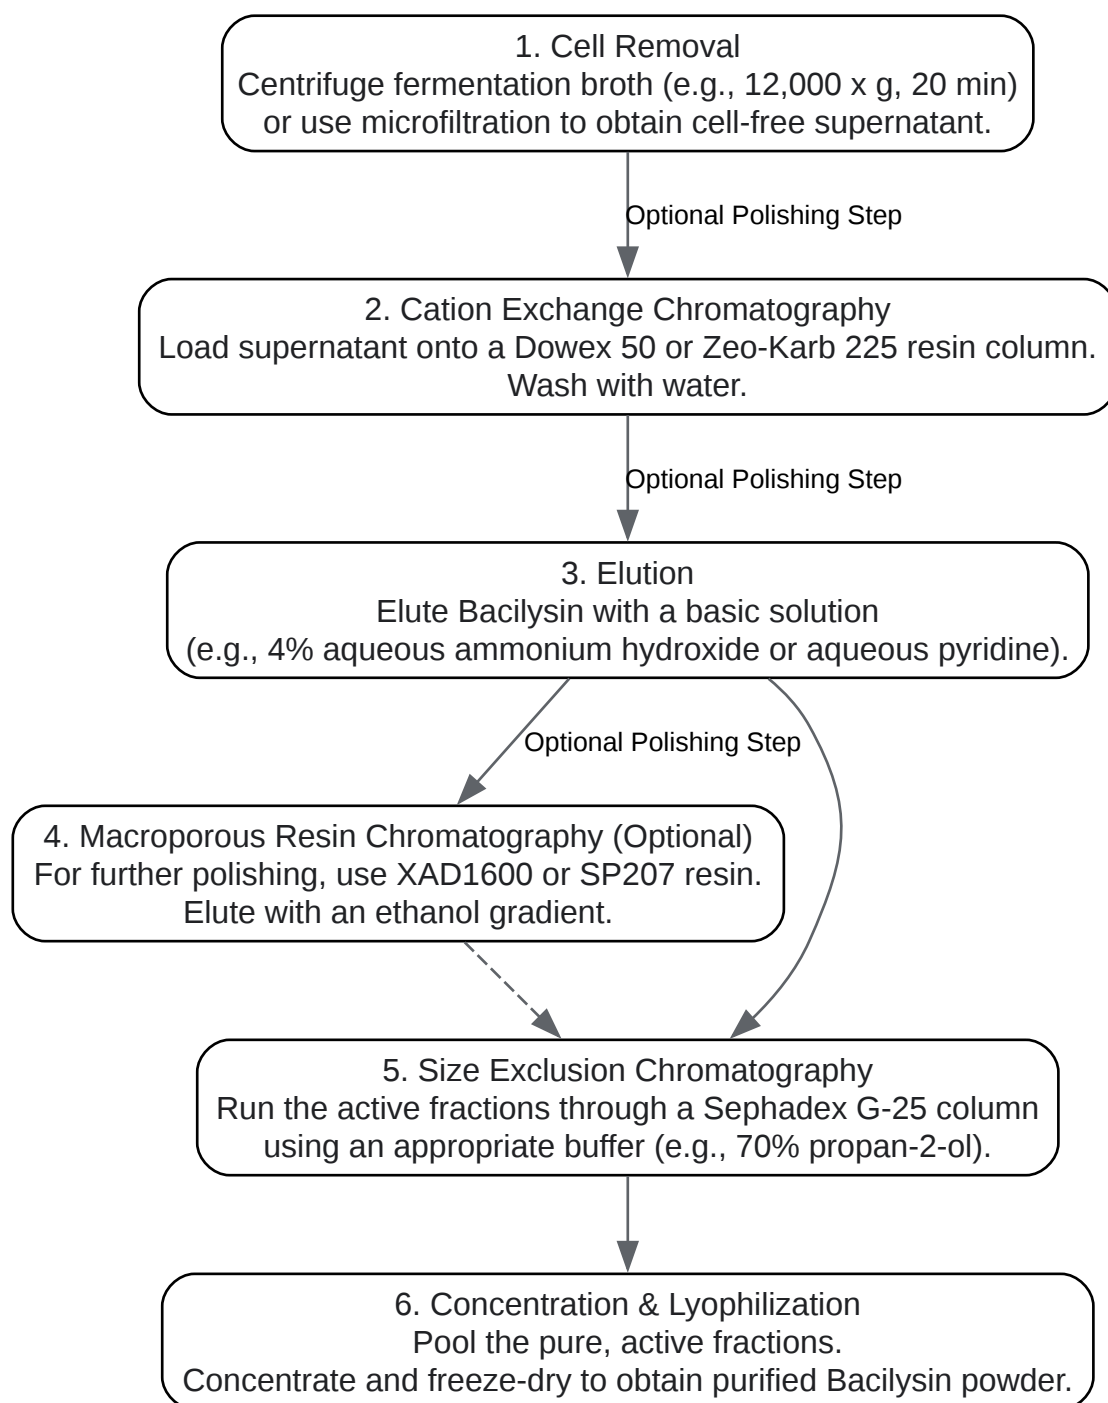 1. Cell Removal
Centrifuge fermentation broth (e.g., 12,000 x g, 20 min)
or use microfiltration to obtain cell-free supernatant.
Optional Polishing Step
2. Cation Exchange Chromatography
Load supernatant onto a Dowex 50 or Zeo-Karb 225 resin column.
Wash with water.
Optional Polishing Step
3. Elution
Elute Bacilysin with a basic solution
(e.g., 4% aqueous ammonium hydroxide or aqueous pyridine).
Optional Polishing Step
4. Macroporous Resin Chromatography (Optional)
For further polishing, use XAD1600 or SP207 resin.
Elute with an ethanol gradient.
5. Size Exclusion Chromatography
Run the active fractions through a Sephadex G-25 column
using an appropriate buffer (e.g., 70% propan-2-ol).
6. Concentration & Lyophilization
Pool the pure, active fractions.
Concentrate and freeze-dry to obtain purified Bacilysin powder.